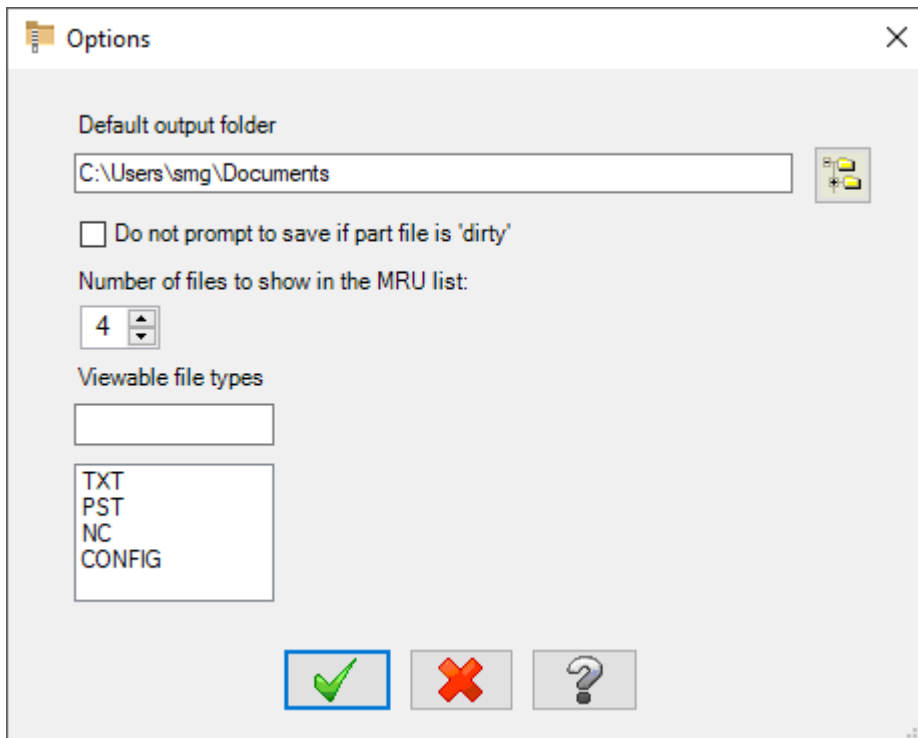 Options
Default output folder
C:\Users\smg\Documents
Do not prompt to save if part file is 'dirty'
Number of files to show in the MRU list:
4
Viewable file types
TXT
PST
NC
CONFIG